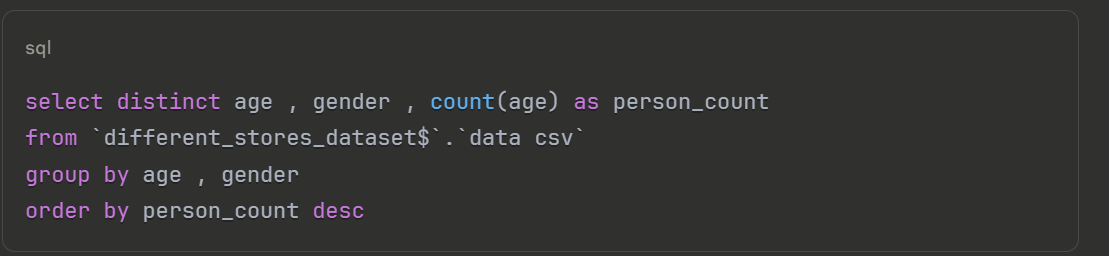 sql
select distinct age , gender , count(age) as person_count
from `different_stores_dataset$`.`data csv`
group by age , gender
order by person_count desc